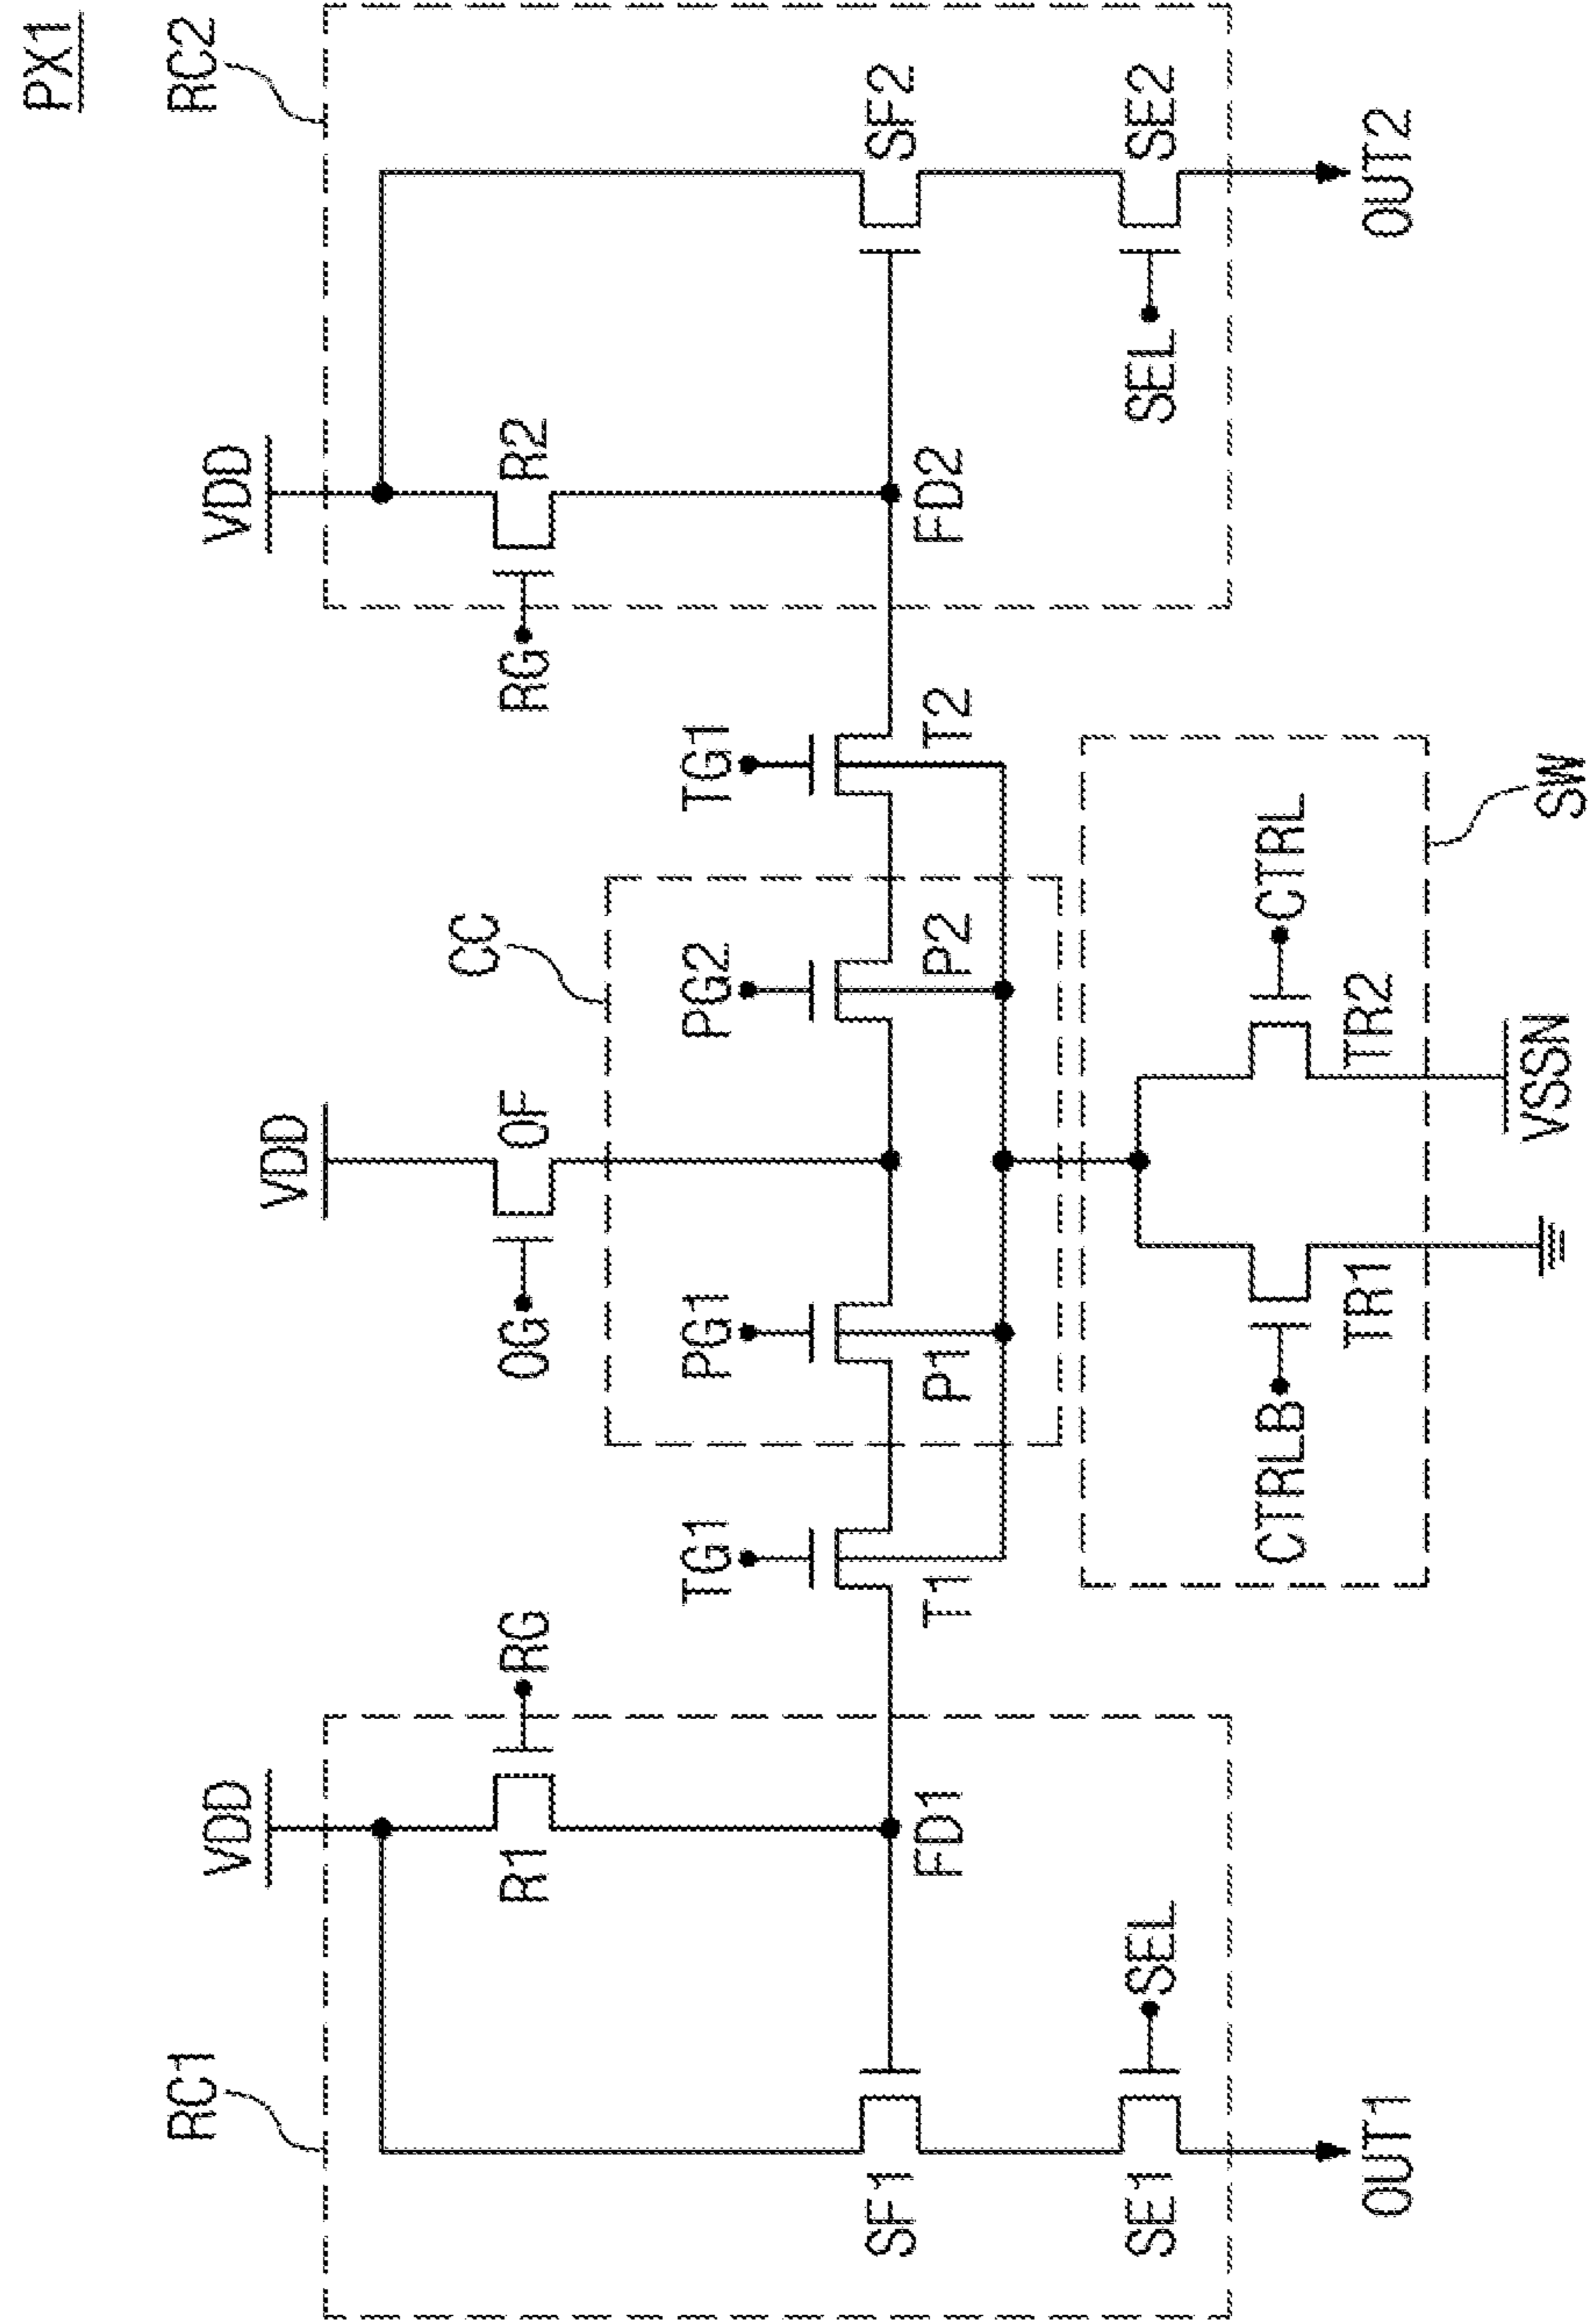 PX1
RC1
RC2
VDD
VDD
VDD
CC
R1
RG
OG
OF
RG
R2
TG1
PG1
PG2
TG1
SF1
FD1
T1
P1
P2
T2
FD2
SF2
SE1
SEL
CTRLB
CTRL
SEL
SE2
TR1
TR2
OUT1
OUT2
VSSN
SW